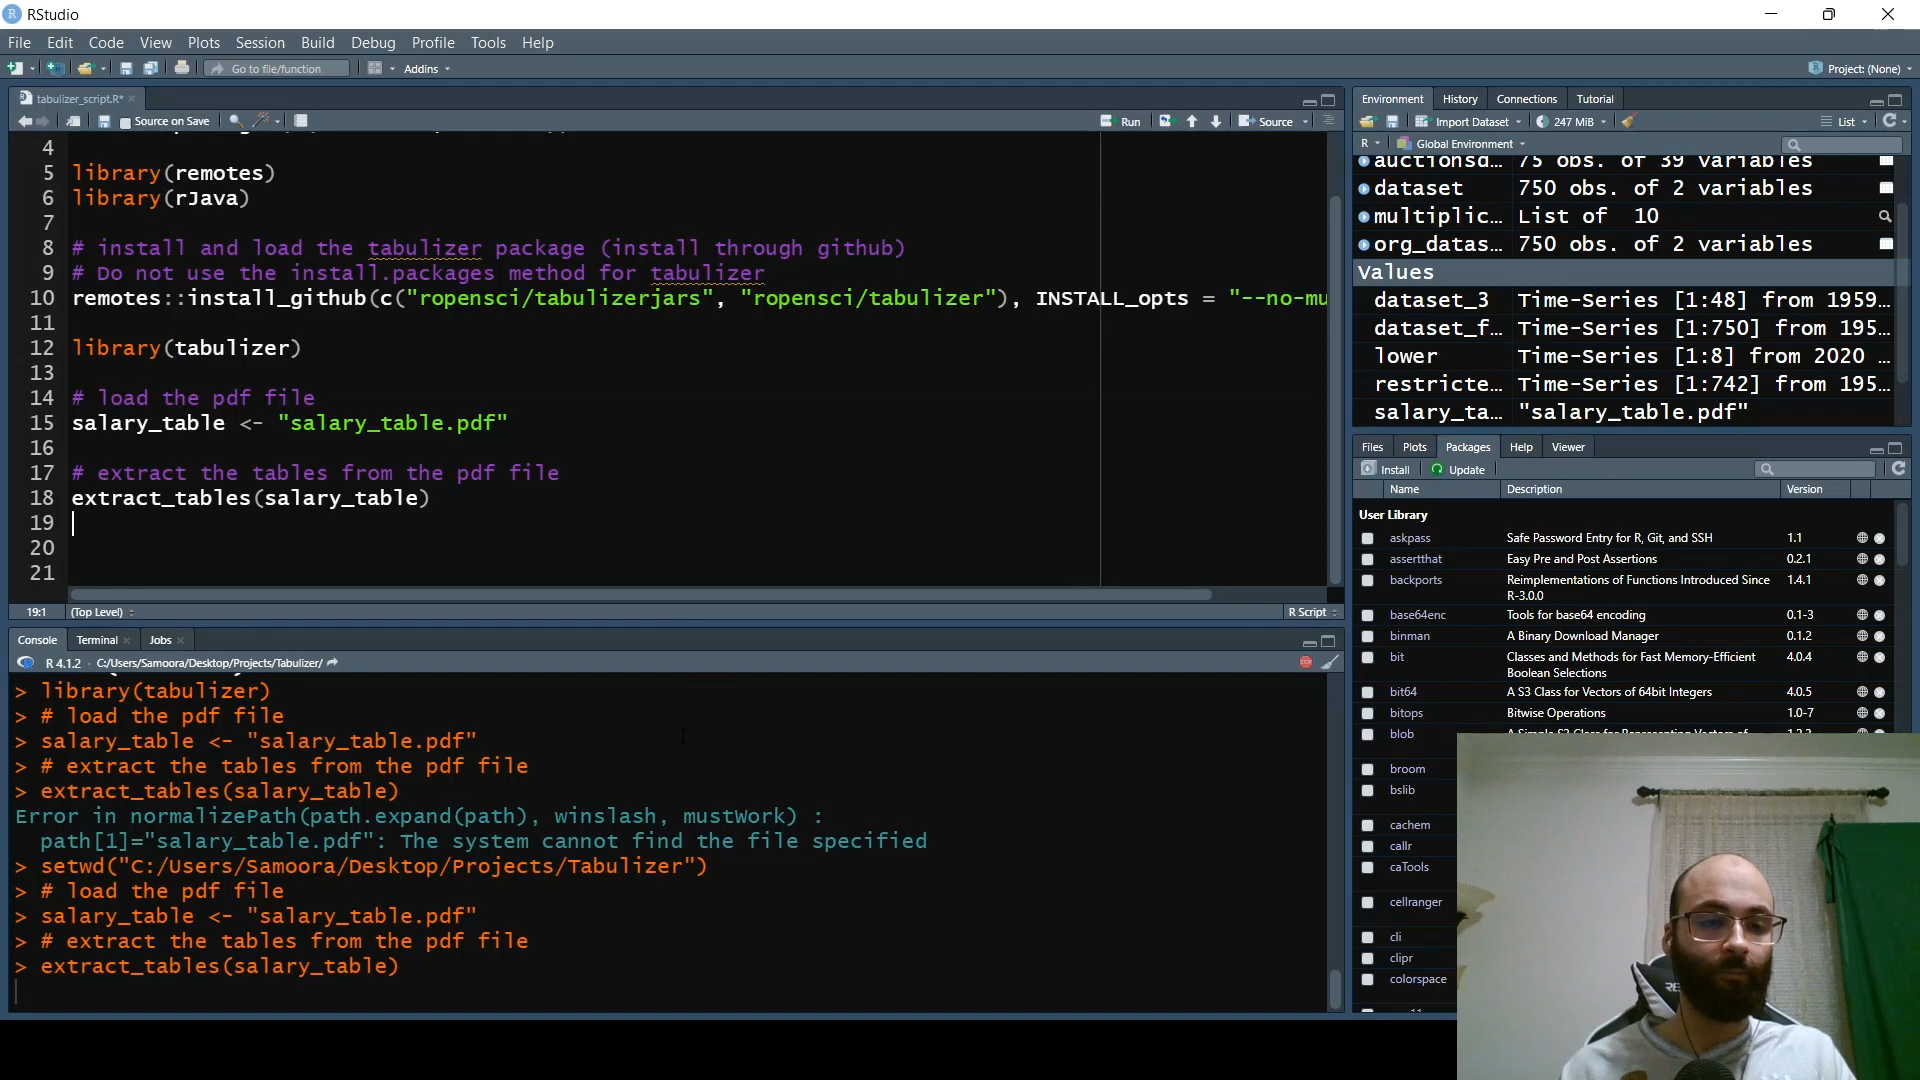 RStudio
File Edit Code View Plots Session Build Debug Profile Tools Help
Go to file/function Addins Project: (None)
tabulizer_script.R*
Source on Save Run Source
4
5 library(remotes)
6 library(rJava)
7
8 # install and load the tabulizer package (install through github)
9 # Do not use the install.packages method for tabulizer
10 remotes::install_github(c("ropensci/tabulizerjars", "ropensci/tabulizer"), INSTALL_opts = "--no-mu
11
12 library(tabulizer)
13
14 # load the pdf file
15 salary_table <- "salary_table.pdf"
16
17 # extract the tables from the pdf file
18 extract_tables(salary_table)
19
20
21
19:1 (Top Level) R Script
Console Terminal Jobs
R 4.1.2 · C:/Users/Samoora/Desktop/Projects/Tabulizer/
> library(tabulizer)
> # load the pdf file
> salary_table <- "salary_table.pdf"
> # extract the tables from the pdf file
> extract_tables(salary_table)
Error in normalizePath(path.expand(path), winslash, mustWork) :
path[1]="salary_table.pdf": The system cannot find the file specified
> setwd("C:/Users/Samoora/Desktop/Projects/Tabulizer")
> # load the pdf file
> salary_table <- "salary_table.pdf"
> # extract the tables from the pdf file
> extract_tables(salary_table)
Environment History Connections Tutorial
Import Dataset 247 MiB List
R Global Environment
auctionsd... 75 obs. of 39 variables
dataset 750 obs. of 2 variables
multiplic... List of 10
org_datas... 750 obs. of 2 variables
Values
dataset_3 Time-Series [1:48] from 1959...
dataset_f... Time-Series [1:750] from 195...
lower Time-Series [1:8] from 2020 ...
restricte... Time-Series [1:742] from 195...
salary_ta... "salary_table.pdf"
Files Plots Packages Help Viewer
Install Update
Name Description Version
User Library
askpass Safe Password Entry for R, Git, and SSH 1.1
assertthat Easy Pre and Post Assertions 0.2.1
backports Reimplementations of Functions Introduced Since R-3.0.0 1.4.1
base64enc Tools for base64 encoding 0.1-3
binman A Binary Download Manager 0.1.2
bit Classes and Methods for Fast Memory-Efficient Boolean Selections 4.0.4
bit64 A S3 Class for Vectors of 64bit Integers 4.0.5
bitops Bitwise Operations 1.0-7
blob
broom
bslib
cachem
callr
caTools
cellranger
cli
clipr
colorspace